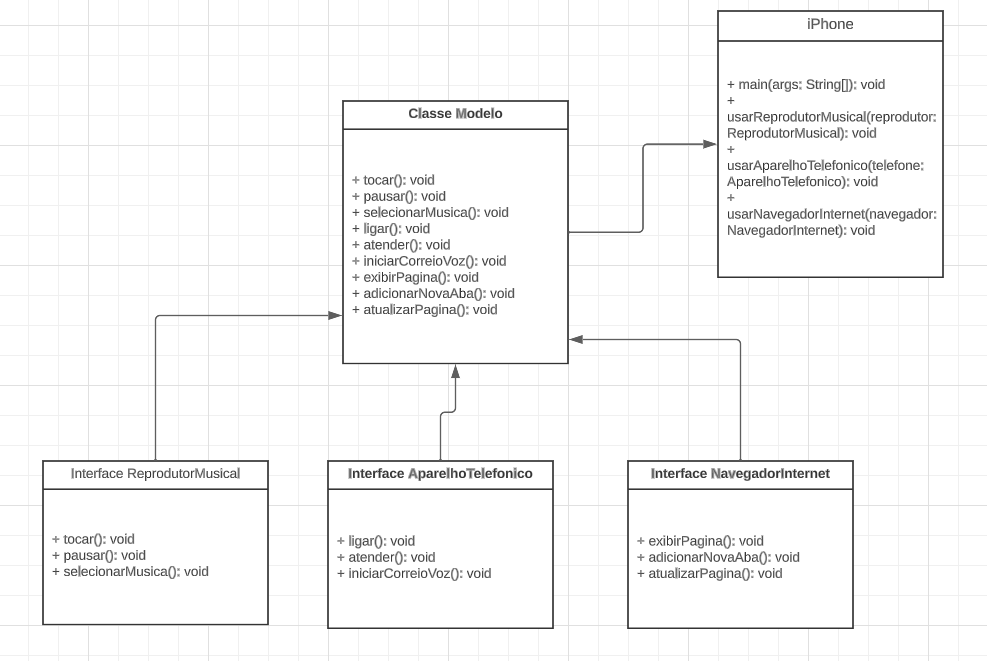 iPhone
+ main(args: String[]): void
+
usarReprodutorMusical(reprodutor:
ReprodutorMusical): void
+
usarAparelhoTelefonico(telefone:
AparelhoTelefonico): void
+
usarNavegadorInternet(navegador:
NavegadorInternet): void
Classe Modelo
+ tocar(): void
+ pausar(): void
+ selecionarMusica(): void
+ ligar(): void
+ atender(): void
+ iniciarCorreioVoz(): void
+ exibirPagina(): void
+ adicionarNovaAba(): void
+ atualizarPagina(): void
Interface ReprodutorMusical
+ tocar(): void
+ pausar(): void
+ selecionarMusica(): void
Interface AparelhoTelefonico
+ ligar(): void
+ atender(): void
+ iniciarCorreioVoz(): void
Interface NavegadorInternet
+ exibirPagina(): void
+ adicionarNovaAba(): void
+ atualizarPagina(): void